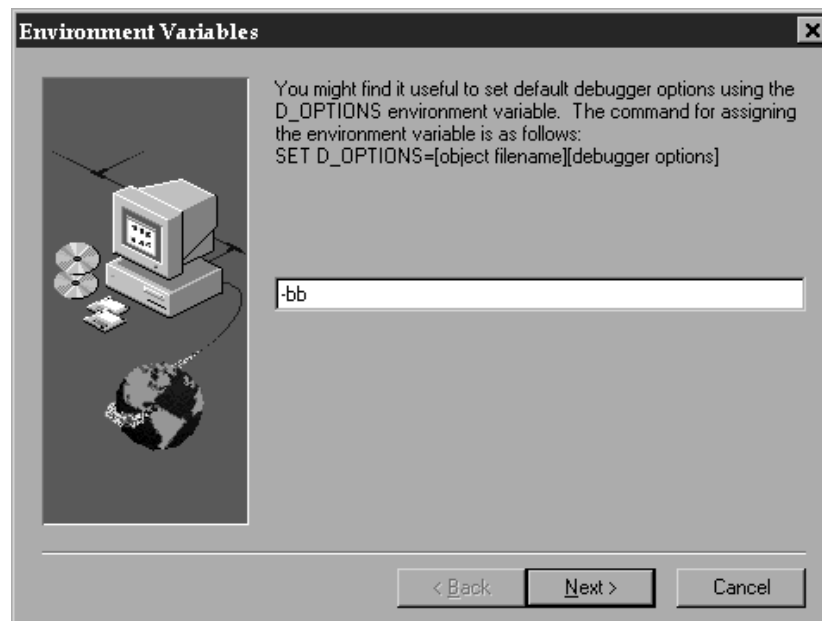 Environment Variables
You might find it useful to set default debugger options using the
D_OPTIONS environment variable.  The command for assigning
the environment variable is as follows:
SET D_OPTIONS=[object filename][debugger options]
-bb
< Back
Next >
Cancel